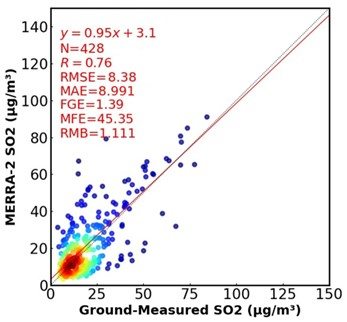 140
120
100
80
60
40
20
0
MERRA-2 SO2 (µg/m³)
y = 0.95x + 3.1
N=428
R = 0.76
RMSE=8.38
MAE=8.991
FGE=1.39
MFE=45.35
RMB=1.111
0 25 50 75 100 125 150
Ground-Measured SO2 (µg/m³)